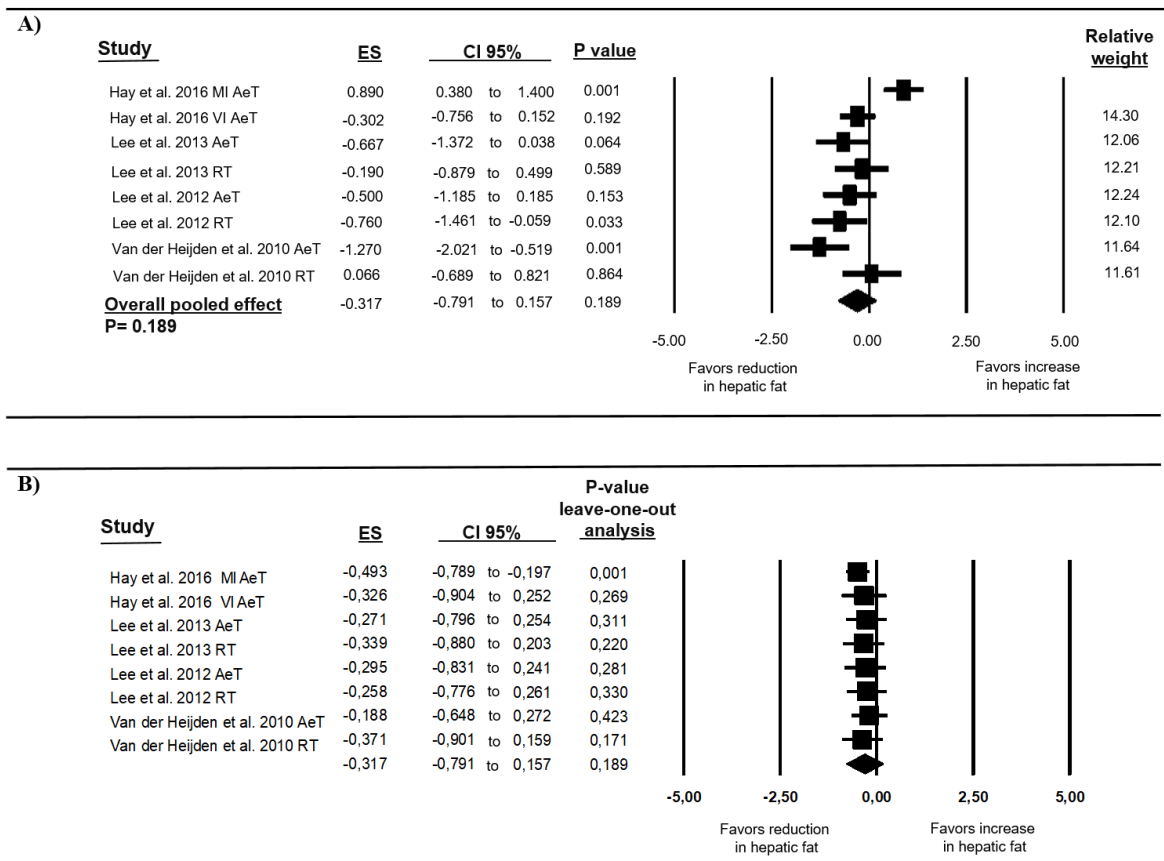 A)
Study ES CI 95% P value Relative weight
Hay et al. 2016 MI AeT 0.890 0.380 to 1.400 0.001
Hay et al. 2016 VI AeT -0.302 -0.756 to 0.152 0.192 14.30
Lee et al. 2013 AeT -0.667 -1.372 to 0.038 0.064 12.06
Lee et al. 2013 RT -0.190 -0.879 to 0.499 0.589 12.21
Lee et al. 2012 AeT -0.500 -1.185 to 0.185 0.153 12.24
Lee et al. 2012 RT -0.760 -1.461 to -0.059 0.033 12.10
Van der Heijden et al. 2010 AeT -1.270 -2.021 to -0.519 0.001 11.64
Van der Heijden et al. 2010 RT 0.066 -0.689 to 0.821 0.864 11.61
Overall pooled effect -0.317 -0.791 to 0.157 0.189
P= 0.189
-5.00 -2.50 0.00 2.50 5.00
Favors reduction Favors increase
in hepatic fat in hepatic fat
B)
P-value
leave-one-out
Study ES CI 95% analysis
Hay et al. 2016 MI AeT -0,493 -0,789 to -0,197 0,001
Hay et al. 2016 VI AeT -0,326 -0,904 to 0,252 0,269
Lee et al. 2013 AeT -0,271 -0,796 to 0,254 0,311
Lee et al. 2013 RT -0,339 -0,880 to 0,203 0,220
Lee et al. 2012 AeT -0,295 -0,831 to 0,241 0,281
Lee et al. 2012 RT -0,258 -0,776 to 0,261 0,330
Van der Heijden et al. 2010 AeT -0,188 -0,648 to 0,272 0,423
Van der Heijden et al. 2010 RT -0,371 -0,901 to 0,159 0,171
-0,317 -0,791 to 0,157 0,189
-5,00 -2,50 0,00 2,50 5,00
Favors reduction Favors increase
in hepatic fat in hepatic fat